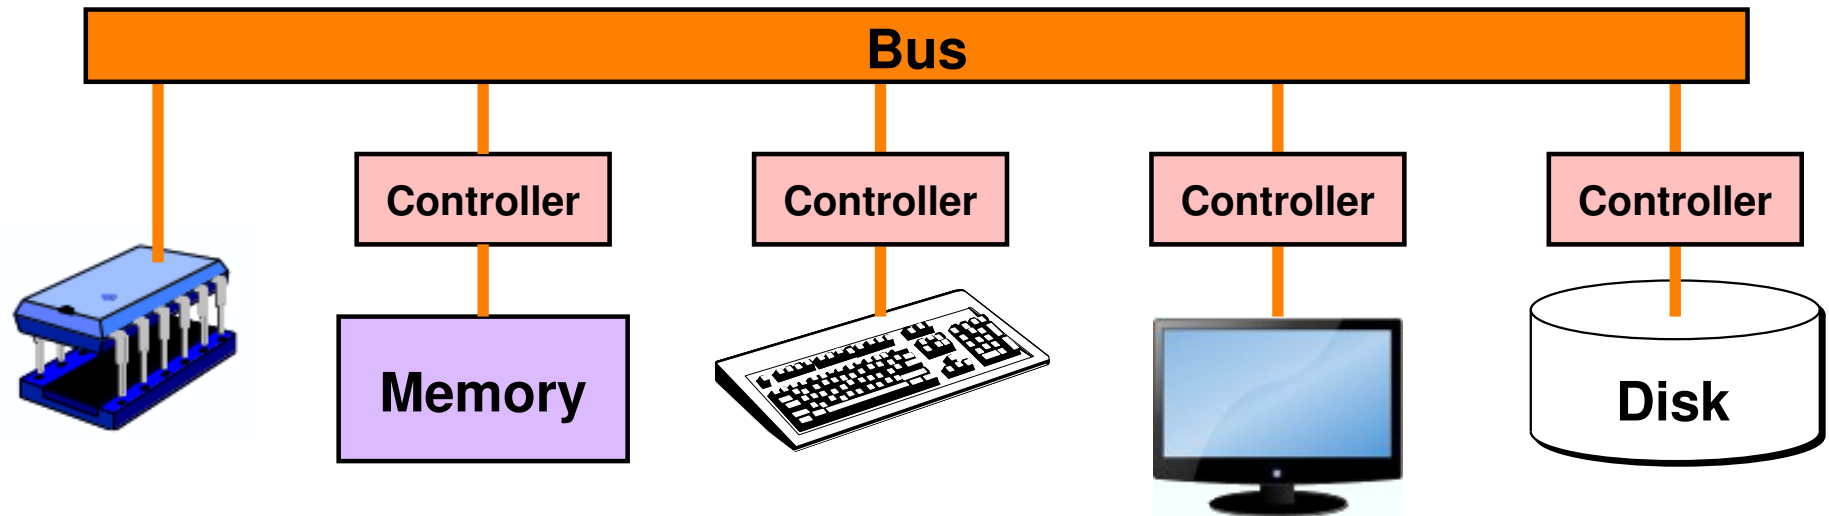 Bus
Controller
Controller
Controller
Controller
Memory
Disk